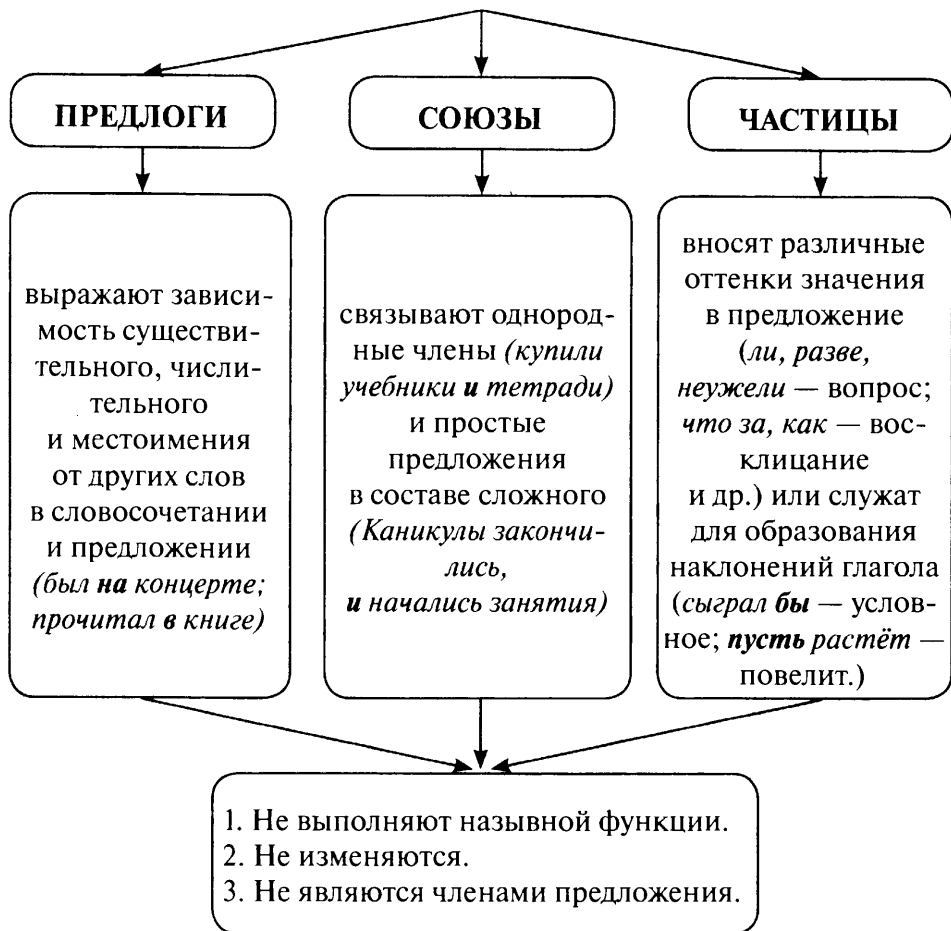 ПРЕДЛОГИ
СОЮЗЫ
ЧАСТИЦЫ
выражают зависи-
мость существи-
тельного, числи-
тельного
и местоимения
от других слов
в словосочетании
и предложении
(был на концерте;
прочитал в книге)
связывают однород-
ные члены (купили
учебники и тетради)
и простые
предложения
в составе сложного
(Каникулы закончи-
лись,
и начались занятия)
вносят различные
оттенки значения
в предложение
(ли, разве,
неужели — вопрос;
что за, как — вос-
клицание
и др.) или служат
для образования
наклонений глагола
(сыграл бы — услов-
ное; пусть растёт —
повелит.)
1. Не выполняют назывной функции.
2. Не изменяются.
3. Не являются членами предложения.